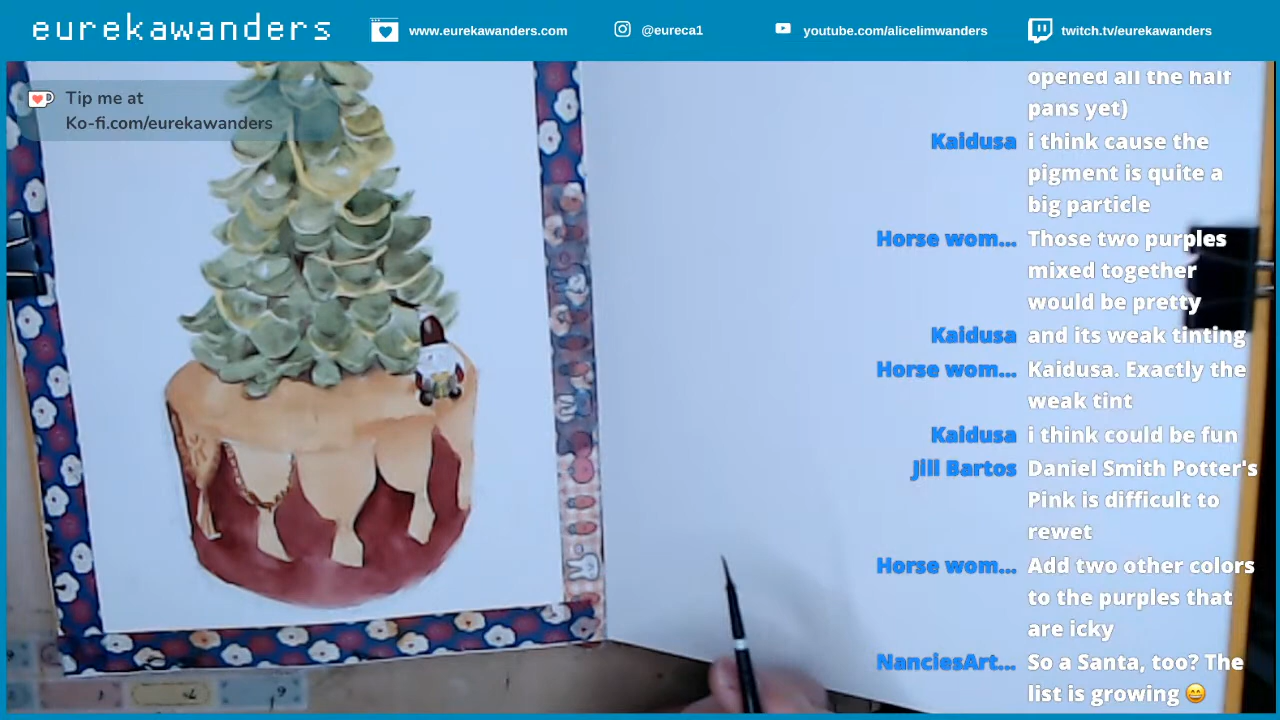 eurekawanders
www.eurekawanders.com
@eureca1
youtube.com/alicelimwanders
twitch.tv/eurekawanders
Tip me at
Ko-fi.com/eurekawanders
opened all the half
pans yet)
Kaidusa i think cause the
pigment is quite a
big particle
Horse wom... Those two purples
mixed together
would be pretty
Kaidusa and its weak tinting
Horse wom... Kaidusa. Exactly the
weak tint
Kaidusa i think could be fun
Jill Bartos Daniel Smith Potter's
Pink is difficult to
rewet
Horse wom... Add two other colors
to the purples that
are icky
NanciesArt... So a Santa, too? The
list is growing 😄